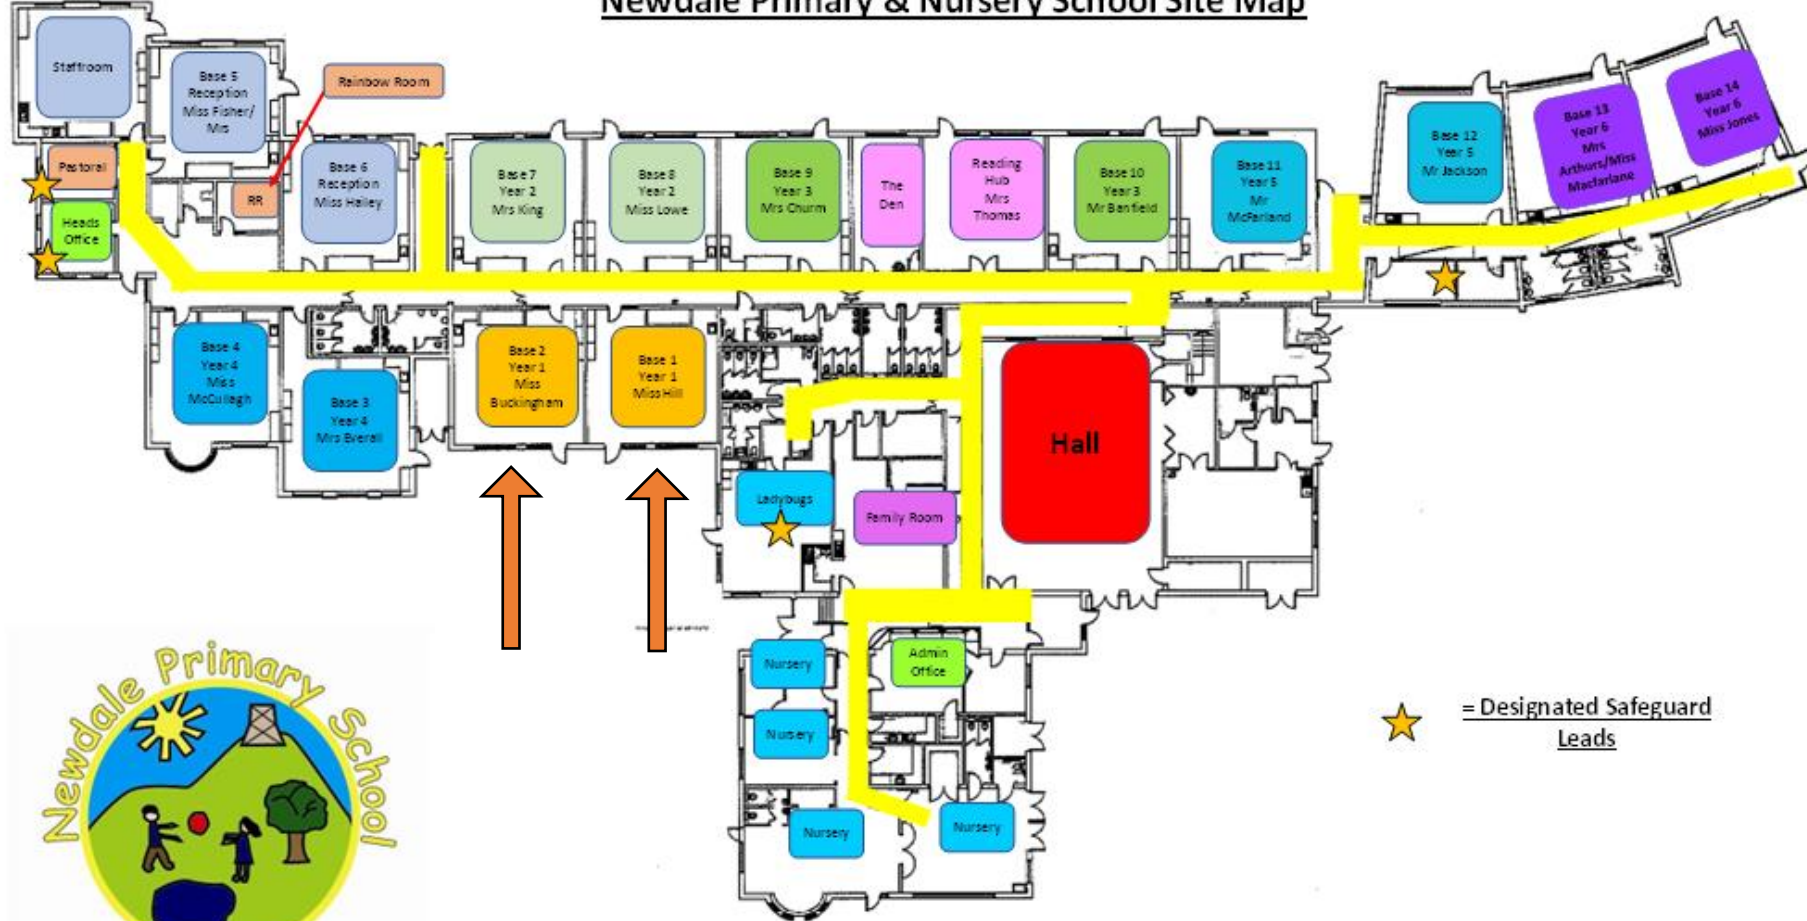 Newdale Primary & Nursery School Site Map
Staffroom
Base 5
Reception
Miss Fisher/
Mrs
Rainbow Room
Pastoral
Heads
Office
RR
Base 6
Reception
Miss Hailey
Base 7
Year 2
Mrs King
Base 8
Year 2
Miss Lowe
Base 9
Year 3
Mrs Churm
The
Den
Reading
Hub
Mrs
Thomas
Base 10
Year 3
Mr Banfield
Base 11
Year 5
Mr
McFarland
Base 12
Year 5
Mr Jackson
Base 13
Year 6
Mrs
Arthurs/Miss
Macfarlane
Base 14
Year 6
Miss Jones
Base 4
Year 4
Miss
McCullagh
Base 3
Year 4
Mrs Everall
Base 2
Year 1
Miss
Buckingham
Base 1
Year 1
Miss Hill
Hall
Ladybugs
Family Room
Nursery
Admin
Office
Nursery
Nursery
Nursery
= Designated Safeguard
Leads
Newdale Primary School